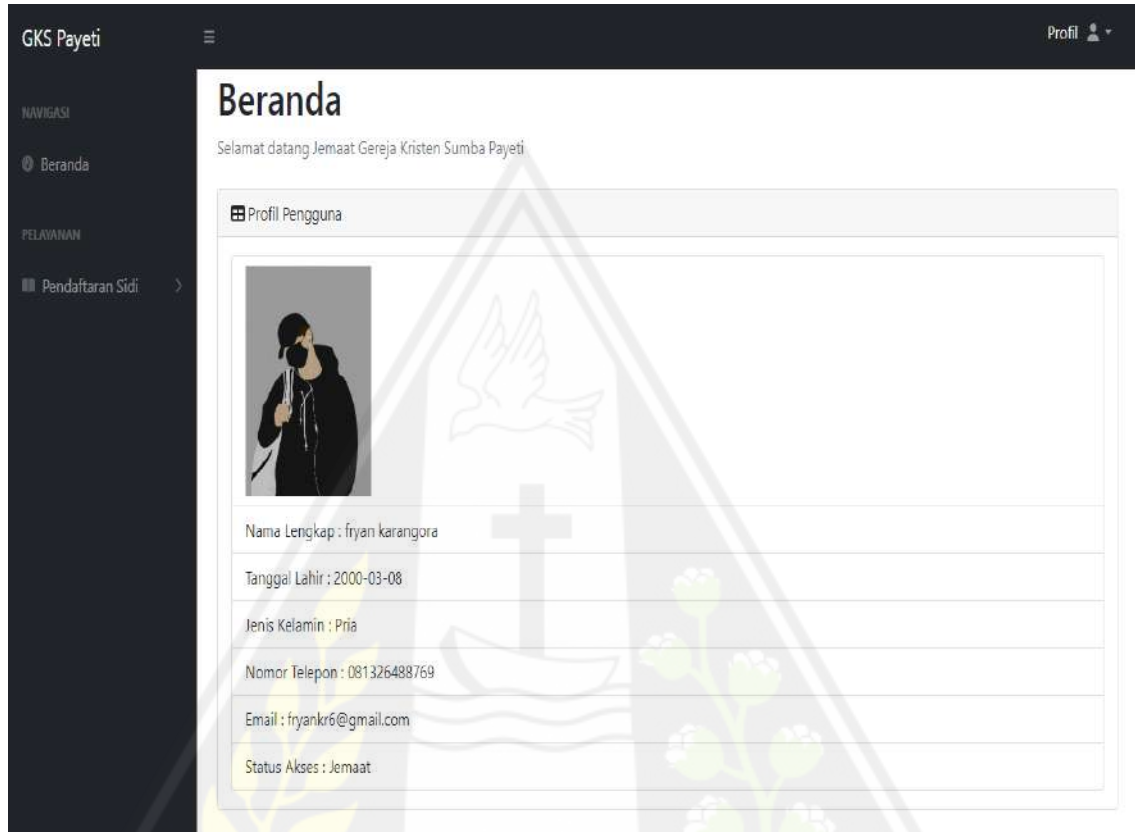 GKS Payeti
Profil
NAVIGASI
Beranda
PELAYANAN
Pendaftaran Sidi
Beranda
Selamat datang Jemaat Gereja Kristen Sumba Payeti
Profil Pengguna
Nama Lengkap : fryan karangora
Tanggal Lahir : 2000-03-08
Jenis Kelamin : Pria
Nomor Telepon : 081326488769
Email : fryankr6@gmail.com
Status Akses : Jemaat